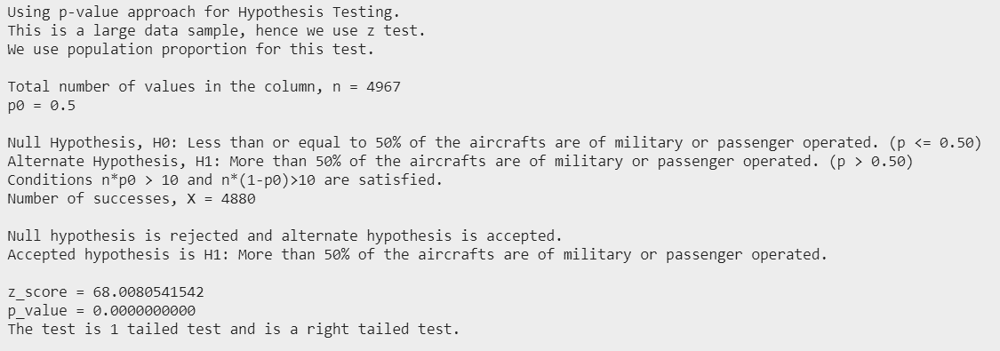 Using p-value approach for Hypothesis Testing.
This is a large data sample, hence we use z test.
We use population proportion for this test.
Total number of values in the column, n = 4967
p0 = 0.5
Null Hypothesis, H0: Less than or equal to 50% of the aircrafts are of military or passenger operated. (p <= 0.50)
Alternate Hypothesis, H1: More than 50% of the aircrafts are of military or passenger operated. (p > 0.50)
Conditions n*p0 > 10 and n*(1-p0)>10 are satisfied.
Number of successes, X = 4880
Null hypothesis is rejected and alternate hypothesis is accepted.
Accepted hypothesis is H1: More than 50% of the aircrafts are of military or passenger operated.
z_score = 68.0080541542
p_value = 0.0000000000
The test is 1 tailed test and is a right tailed test.